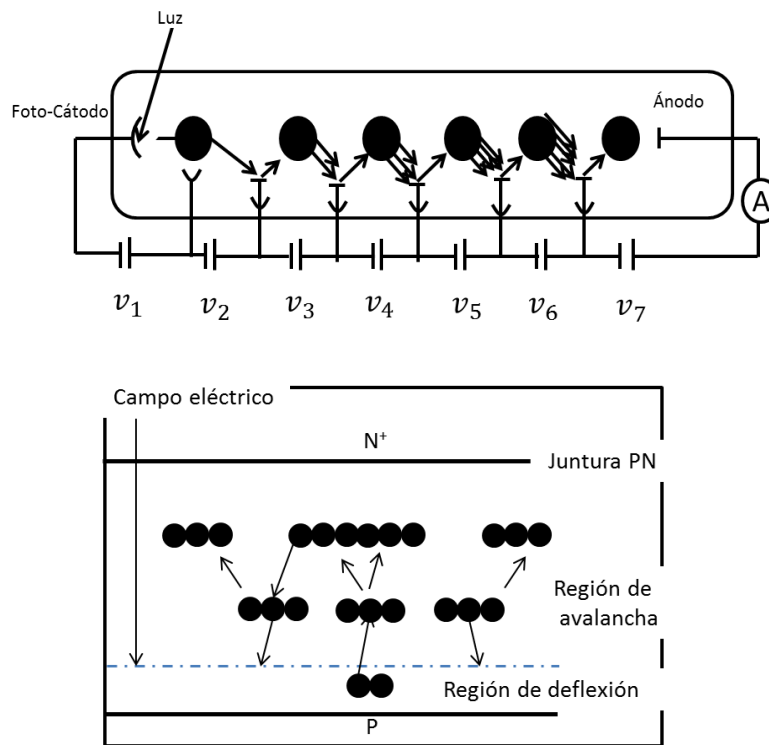 Luz
Foto-Cátodo
Ánodo
A
v₁ v₂ v₃ v₄ v₅ v₆ v₇
Campo eléctrico
N⁺
Juntura PN
Región de
avalancha
Región de deflexión
P